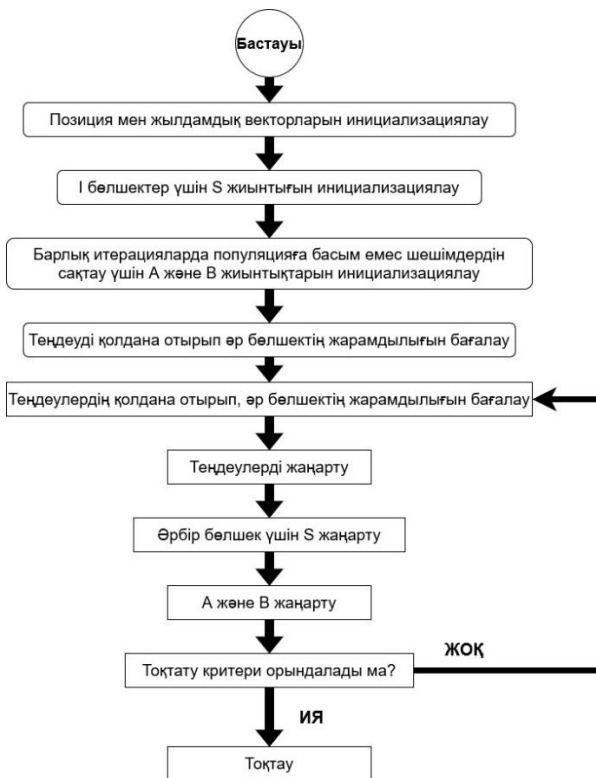 Бастауы
Позиция мен жылдамдық векторларын инициализациялау
I бөлшектер үшін S жиынтығын инициализациялау
Барлық итерацияларда популяцияға басым емес шешімдердін
сақтау үшін А және В жиынтықтарын инициализациялау
Теңдеуді қолдана отырып әр бөлшектің жарамдылығын бағалау
Теңдеулердің қолдана отырып, әр бөлшектің жарамдылығын бағалау
Теңдеулерді жаңарту
Әрбір бөлшек үшін S жаңарту
А және В жаңарту
Тоқтату критери орындалады ма?
ЖОҚ
ИЯ
Тоқтау